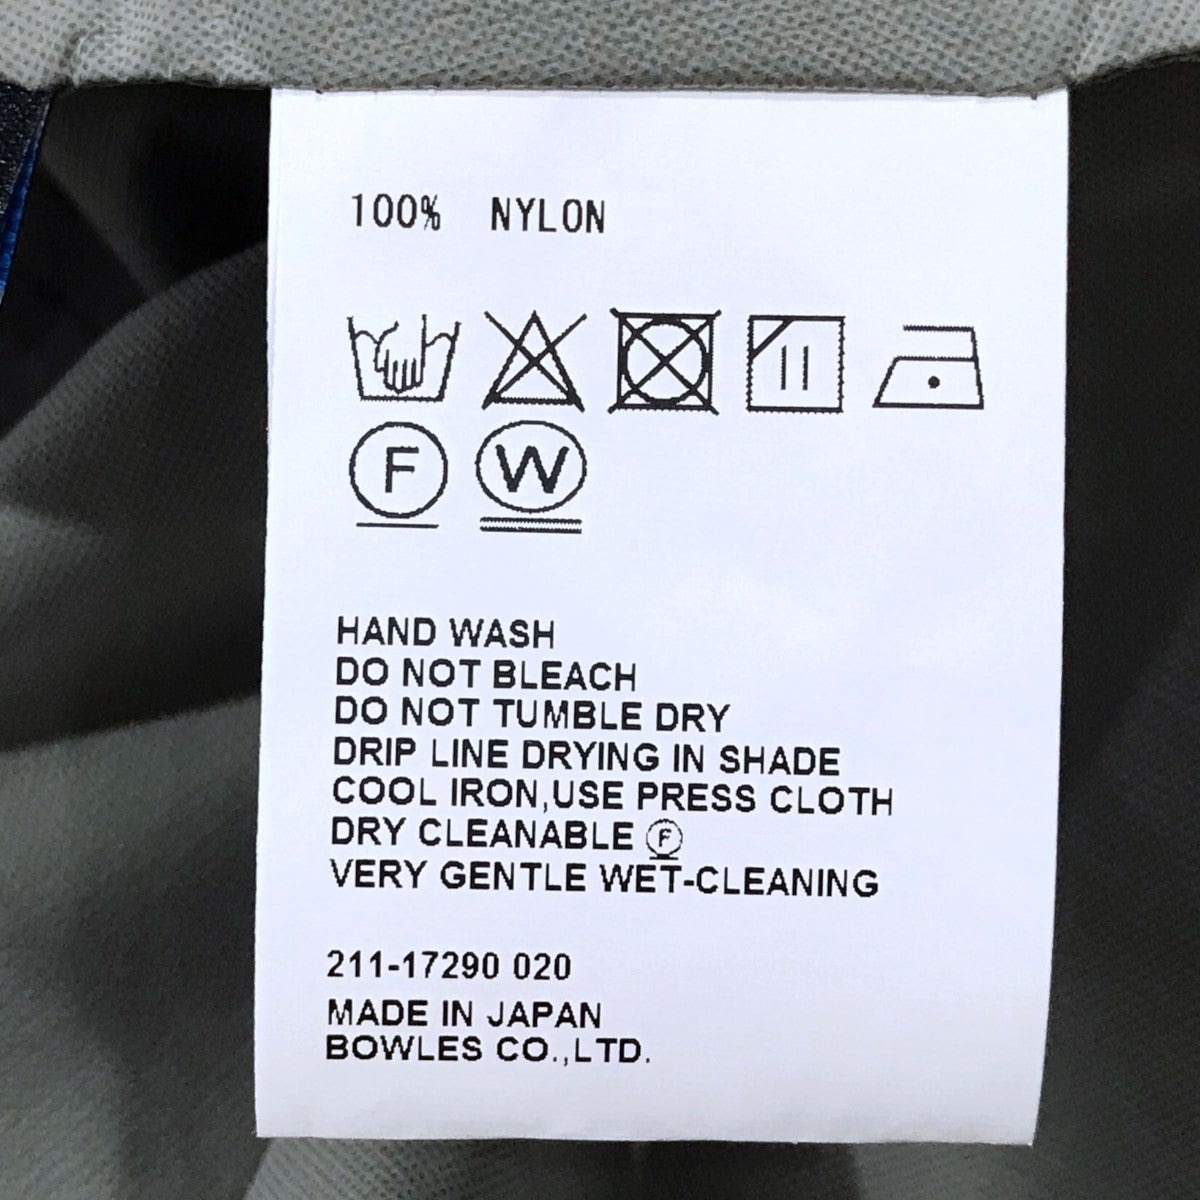 100% NYLON
F W
HAND WASH
DO NOT BLEACH
DO NOT TUMBLE DRY
DRIP LINE DRYING IN SHADE
COOL IRON,USE PRESS CLOTH
DRY CLEANABLE Ⓕ
VERY GENTLE WET-CLEANING
211-17290 020
MADE IN JAPAN
BOWLES CO.,LTD.